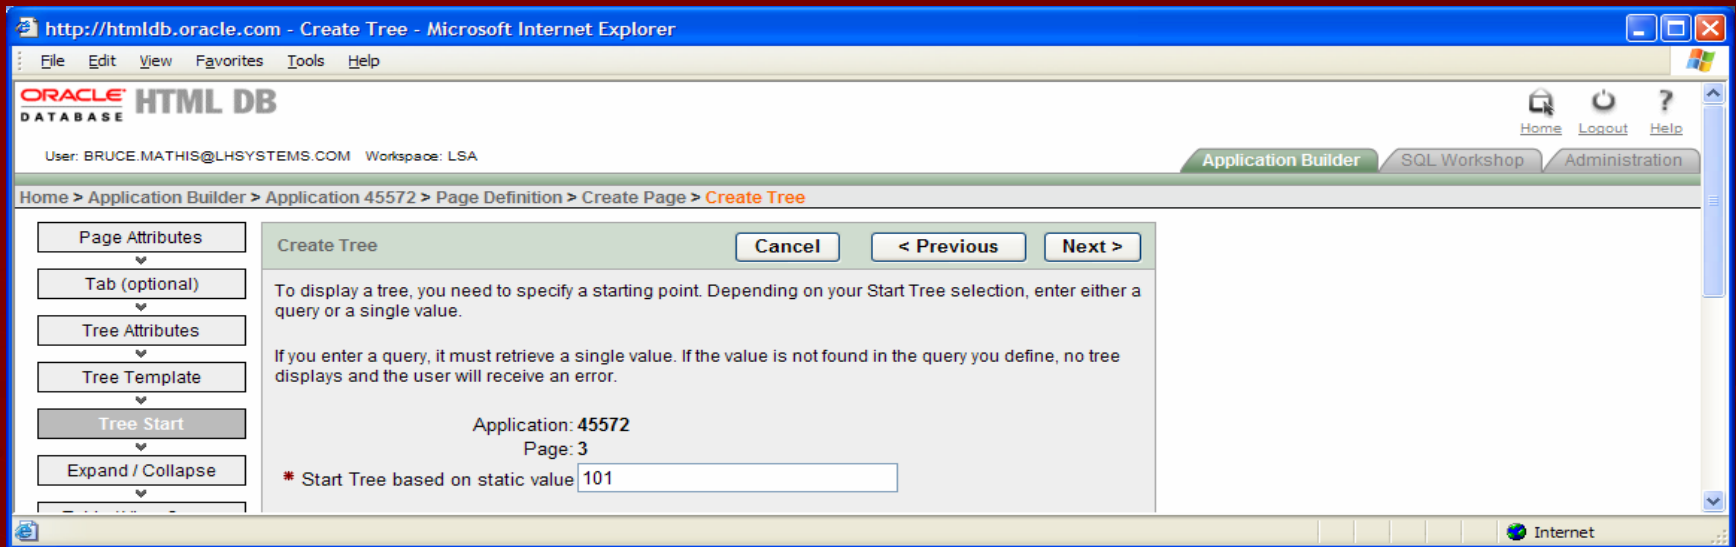 http://htmldb.oracle.com - Create Tree - Microsoft Internet Explorer
File Edit View Favorites Tools Help
ORACLE DATABASE HTML DB
Home Logout Help
User: BRUCE.MATHIS@LHSYSTEMS.COM Workspace: LSA
Application Builder SQL Workshop Administration
Home > Application Builder > Application 45572 > Page Definition > Create Page > Create Tree
Page Attributes
Tab (optional)
Tree Attributes
Tree Template
Tree Start
Expand / Collapse
Create Tree
Cancel < Previous Next >
To display a tree, you need to specify a starting point. Depending on your Start Tree selection, enter either a
query or a single value.
If you enter a query, it must retrieve a single value. If the value is not found in the query you define, no tree
displays and the user will receive an error.
Application: 45572
Page: 3
* Start Tree based on static value 101
Internet